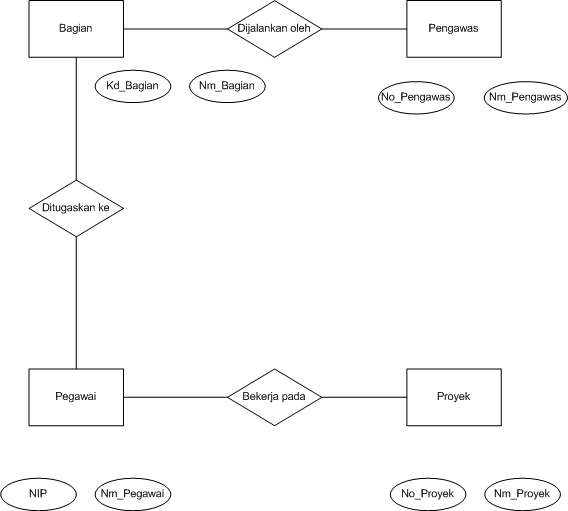 Bagian
Dijalankan oleh
Pengawas
Kd_Bagian
Nm_Bagian
No_Pengawas
Nm_Pengawas
Ditugaskan ke
Pegawai
Bekerja pada
Proyek
NIP
Nm_Pegawai
No_Proyek
Nm_Proyek